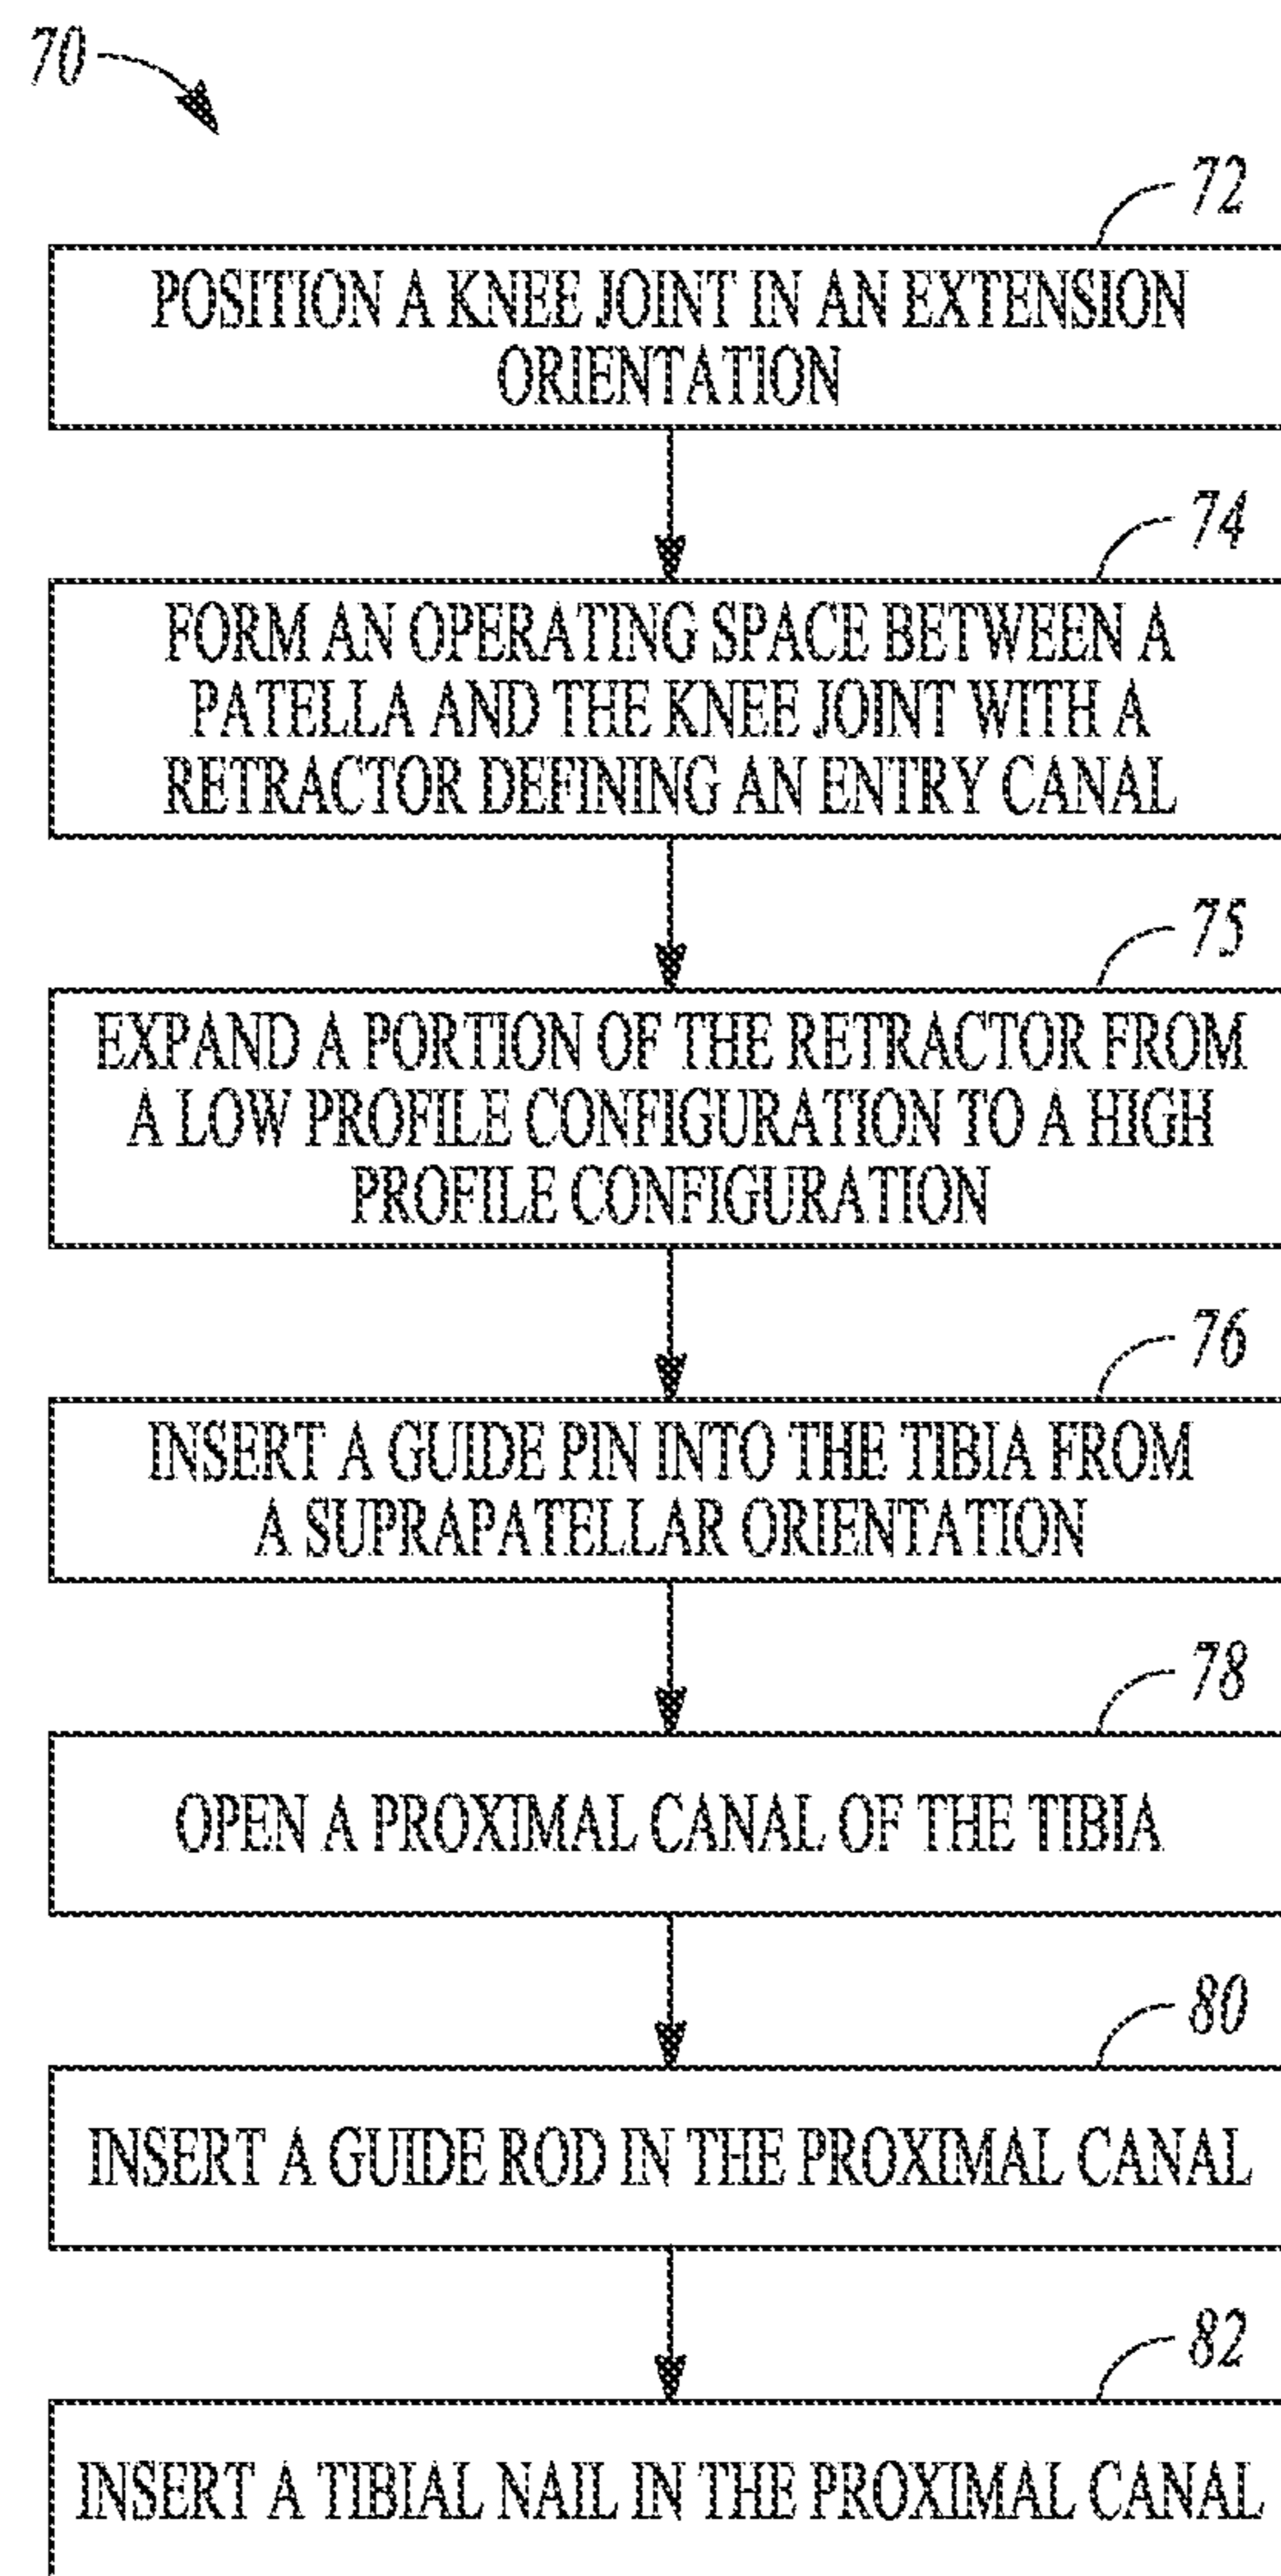 70
72
POSITION A KNEE JOINT IN AN EXTENSION
ORIENTATION
74
FORM AN OPERATING SPACE BETWEEN A
PATELLA AND THE KNEE JOINT WITH A
RETRACTOR DEFINING AN ENTRY CANAL
75
EXPAND A PORTION OF THE RETRACTOR FROM
A LOW PROFILE CONFIGURATION TO A HIGH
PROFILE CONFIGURATION
76
INSERT A GUIDE PIN INTO THE TIBIA FROM
A SUPRAPATELLAR ORIENTATION
78
OPEN A PROXIMAL CANAL OF THE TIBIA
80
INSERT A GUIDE ROD IN THE PROXIMAL CANAL
82
INSERT A TIBIAL NAIL IN THE PROXIMAL CANAL